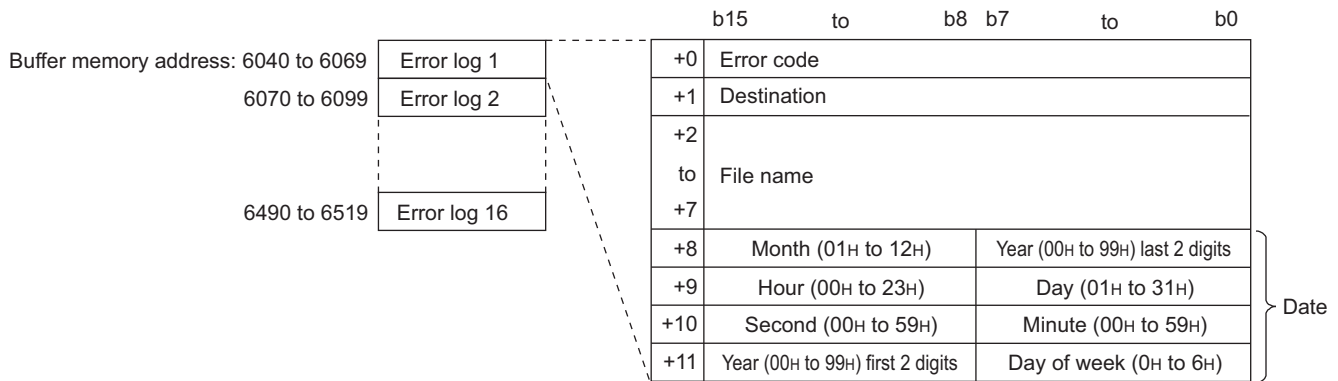 b15 to b8 b7 to b0
Buffer memory address: 6040 to 6069 Error log 1
6070 to 6099 Error log 2
6490 to 6519 Error log 16
+0 Error code
+1 Destination
+2
to File name
+7
+8 Month (01H to 12H) Year (00H to 99H) last 2 digits
+9 Hour (00H to 23H) Day (01H to 31H)
+10 Second (00H to 59H) Minute (00H to 59H)
+11 Year (00H to 99H) first 2 digits Day of week (0H to 6H)
Date